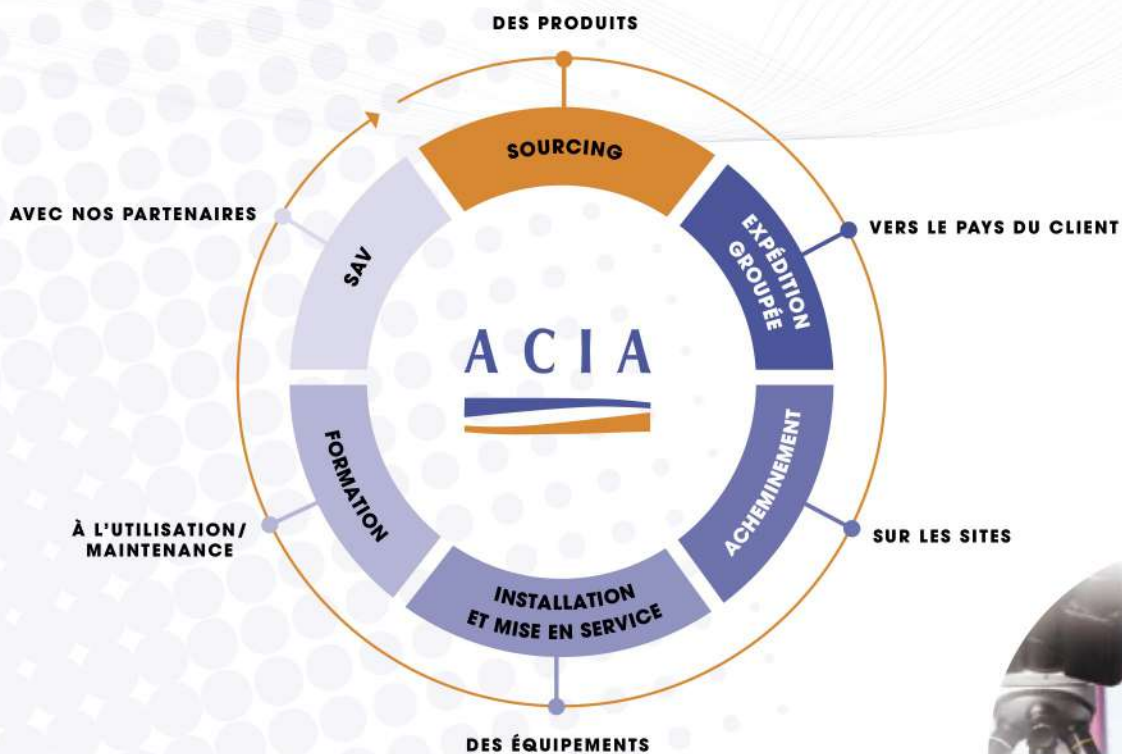 DES PRODUITS
SOURCING
EXPÉDITION
GROUPÉE
VERS LE PAYS DU CLIENT
ACHEMINEMENT
SUR LES SITES
INSTALLATION
ET MISE EN SERVICE
DES ÉQUIPEMENTS
FORMATION
À L'UTILISATION/
MAINTENANCE
SAV
AVEC NOS PARTENAIRES
ACIA